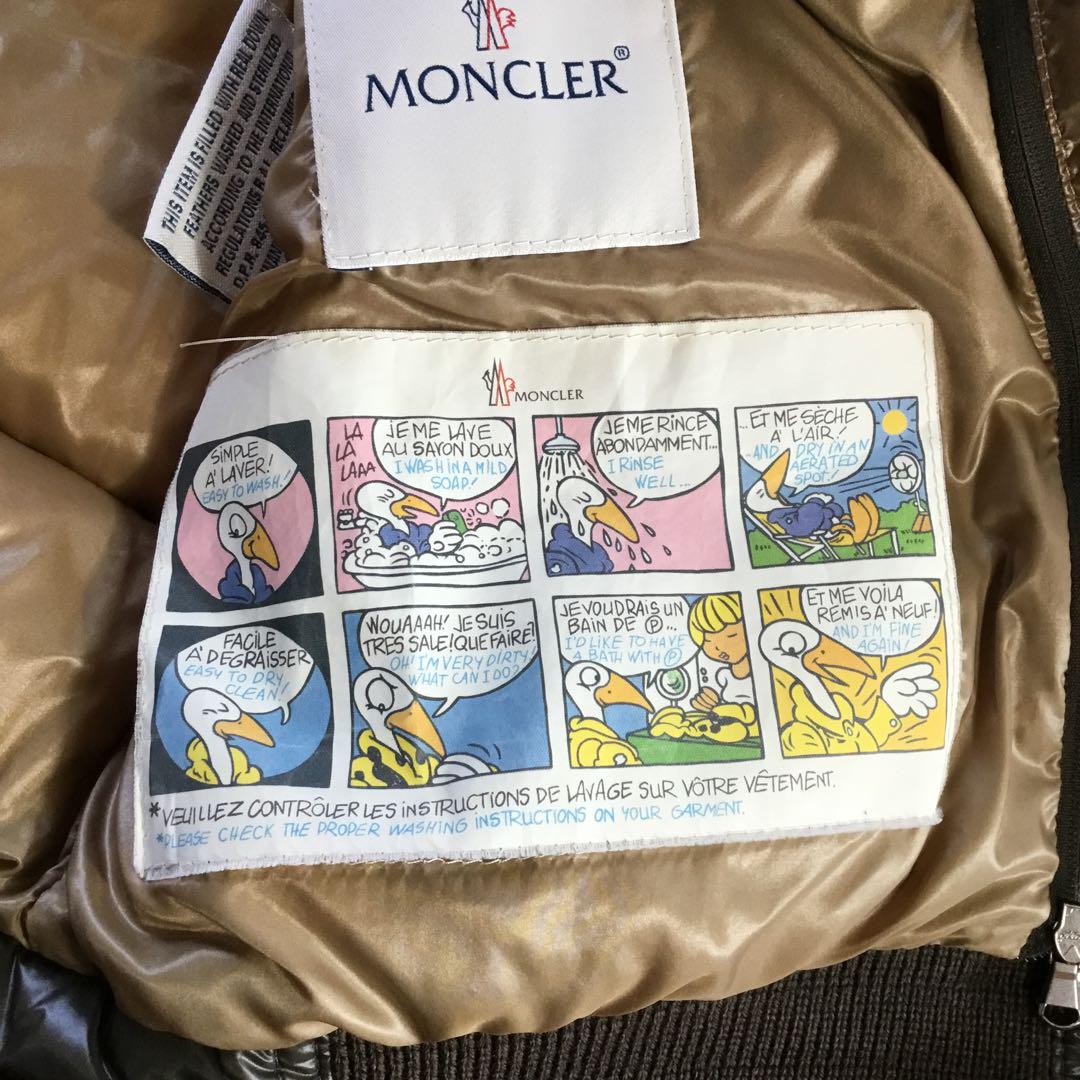 THIS ITEM IS FILLED WITH REAL DOWN
FEATHERS WASHED AND STERILIZED
ACCORDING TO THE INTERNATIONAL
D.P.R. 845
MONCLER®
MONCLER
SIMPLE
A' LAVER!
EASY TO WASH!
LA
LA
LAAA
JE ME LAVE
AU SAVON DOUX
I WASH IN A MILD
SOAP!
JE ME RINCE
ABONDAMMENT...
I RINSE
WELL...
...ET ME SÈCHE
A' L'AIR!
...AND I DRY IN AN
AERATED
SPOT!
FACILE
A' DEGRAISSER
EASY TO DRY
CLEAN!
WOUAAAH! JE SUIS
TRES SALE! QUE FAIRE!
OH! I'M VERY DIRTY!
WHAT CAN I DO?
JE VOUDRAIS UN
BAIN DE Ⓟ...
I'D LIKE TO HAVE
A BATH WITH Ⓟ
ET ME VOILA
REMIS A' NEUF!
AND I'M FINE
AGAIN!
*VEUILLEZ CONTRÔLER LES INSTRUCTIONS DE LAVAGE SUR VÔTRE VÊTEMENT.
*PLEASE CHECK THE PROPER WASHING INSTRUCTIONS ON YOUR GARMENT.